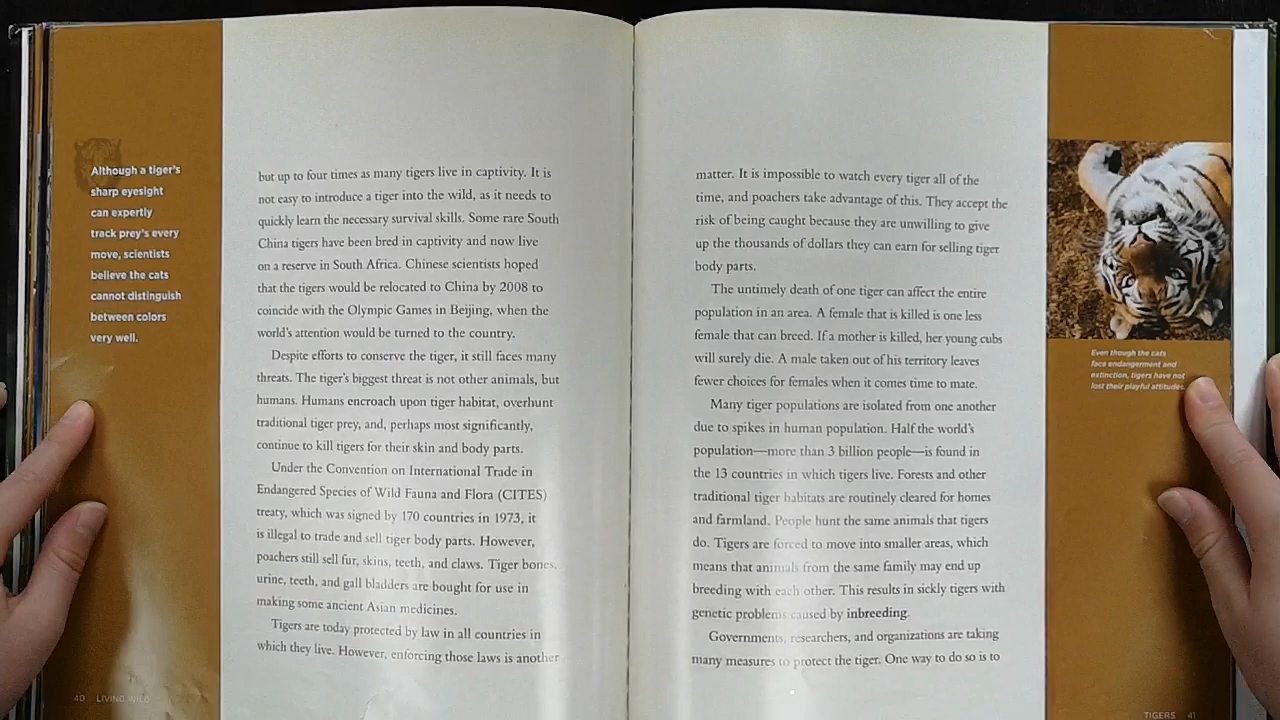 Although a tiger's
sharp eyesight
can expertly
track prey's every
move, scientists
believe the cats
cannot distinguish
between colors
very well.
but up to four times as many tigers live in captivity. It is
not easy to introduce a tiger into the wild, as it needs to
quickly learn the necessary survival skills. Some rare South
China tigers have been bred in captivity and now live
on a reserve in South Africa. Chinese scientists hoped
that the tigers would be relocated to China by 2008 to
coincide with the Olympic Games in Beijing, when the
world's attention would be turned to the country.
Despite efforts to conserve the tiger, it still faces many
threats. The tiger's biggest threat is not other animals, but
humans. Humans encroach upon tiger habitat, overhunt
traditional tiger prey, and, perhaps most significantly,
continue to kill tigers for their skin and body parts.
Under the Convention on International Trade in
Endangered Species of Wild Fauna and Flora (CITES)
treaty, which was signed by 170 countries in 1973, it
is illegal to trade and sell tiger body parts. However,
poachers still sell fur, skins, teeth, and claws. Tiger bones,
urine, teeth, and gall bladders are bought for use in
making some ancient Asian medicines.
Tigers are today protected by law in all countries in
which they live. However, enforcing those laws is another
40 LIVING WILD
matter. It is impossible to watch every tiger all of the
time, and poachers take advantage of this. They accept the
risk of being caught because they are unwilling to give
up the thousands of dollars they can earn for selling tiger
body parts.
The untimely death of one tiger can affect the entire
population in an area. A female that is killed is one less
female that can breed. If a mother is killed, her young cubs
will surely die. A male taken out of his territory leaves
fewer choices for females when it comes time to mate.
Many tiger populations are isolated from one another
due to spikes in human population. Half the world's
population—more than 3 billion people—is found in
the 13 countries in which tigers live. Forests and other
traditional tiger habitats are routinely cleared for homes
and farmland. People hunt the same animals that tigers
do. Tigers are forced to move into smaller areas, which
means that animals from the same family may end up
breeding with each other. This results in sickly tigers with
genetic problems caused by inbreeding.
Governments, researchers, and organizations are taking
many measures to protect the tiger. One way to do so is to
Even though the cats
face endangerment and
extinction, tigers have not
lost their playful attitudes.
TIGERS 41